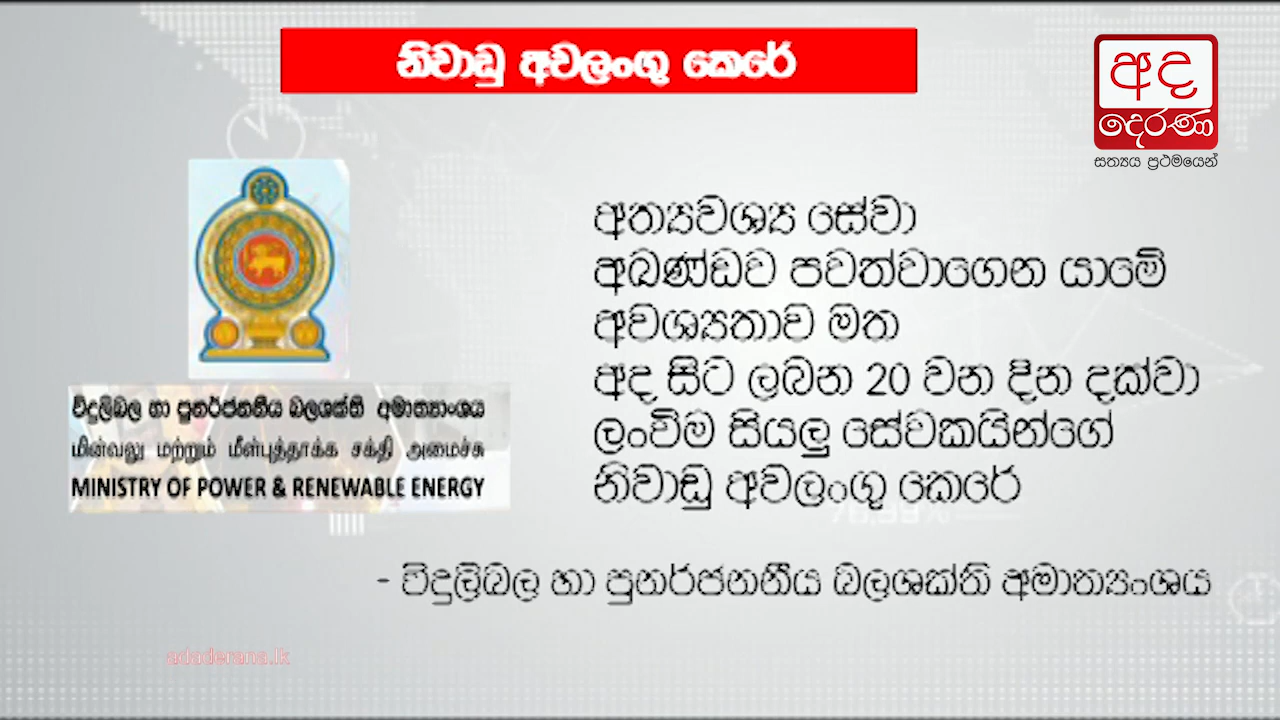 නිවාඩු අවලංගු කෙරේ
අද
දෙරණ
සත්‍යය ප්‍රථමයෙන්
අත්‍යවශ්‍ය සේවා
අඛණ්ඩව පවත්වාගෙන යාමේ
අවශ්‍යතාව මත
අද සිට ලබන 20 වන දින දක්වා
ලංවිම සියලු සේවකයින්ගේ
නිවාඩු අවලංගු කෙරේ
විදුලිබල හා පුනර්ජනනීය බලශක්ති අමාත්‍යාංශය
மின்வலு மற்றும் மீள்புத்தாக்க சக்தி அமைச்சு
MINISTRY OF POWER & RENEWABLE ENERGY
- විදුලිබල හා පුනර්ජනනීය බලශක්ති අමාත්‍යංශය
adaderana.lk